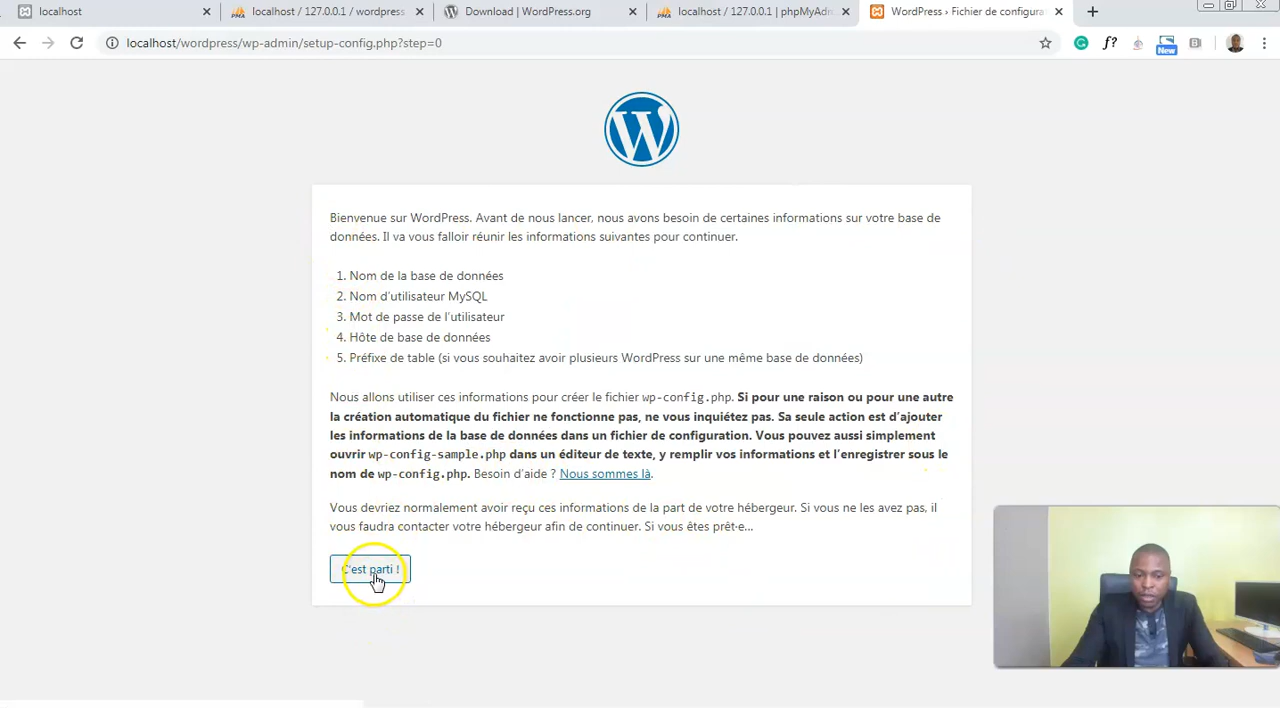 localhost
localhost / 127.0.0.1 / wordpress
Download | WordPress.org
localhost / 127.0.0.1 | phpMyAdm
WordPress › Fichier de configura
localhost/wordpress/wp-admin/setup-config.php?step=0
f?
New
Bienvenue sur WordPress. Avant de nous lancer, nous avons besoin de certaines informations sur votre base de
données. Il va vous falloir réunir les informations suivantes pour continuer.
1. Nom de la base de données
2. Nom d’utilisateur MySQL
3. Mot de passe de l’utilisateur
4. Hôte de base de données
5. Préfixe de table (si vous souhaitez avoir plusieurs WordPress sur une même base de données)
Nous allons utiliser ces informations pour créer le fichier wp-config.php. Si pour une raison ou pour une autre
la création automatique du fichier ne fonctionne pas, ne vous inquiétez pas. Sa seule action est d’ajouter
les informations de la base de données dans un fichier de configuration. Vous pouvez aussi simplement
ouvrir wp-config-sample.php dans un éditeur de texte, y remplir vos informations et l’enregistrer sous le
nom de wp-config.php. Besoin d’aide ? Nous sommes là.
Vous devriez normalement avoir reçu ces informations de la part de votre hébergeur. Si vous ne les avez pas, il
vous faudra contacter votre hébergeur afin de continuer. Si vous êtes prêt·e…
C’est parti !